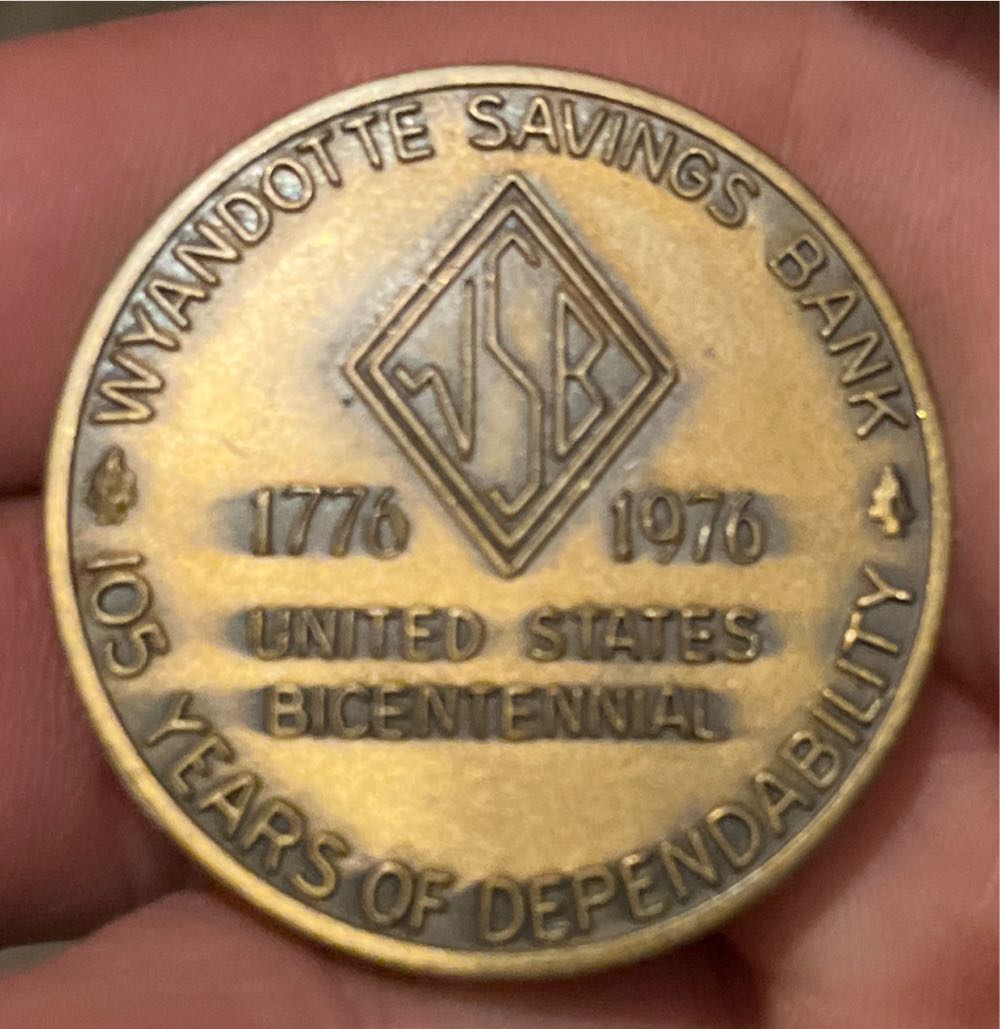 WYANDOTTE SAVINGS BANK
WSB
1776 1976
UNITED STATES
BICENTENNIAL
105 YEARS OF DEPENDABILITY